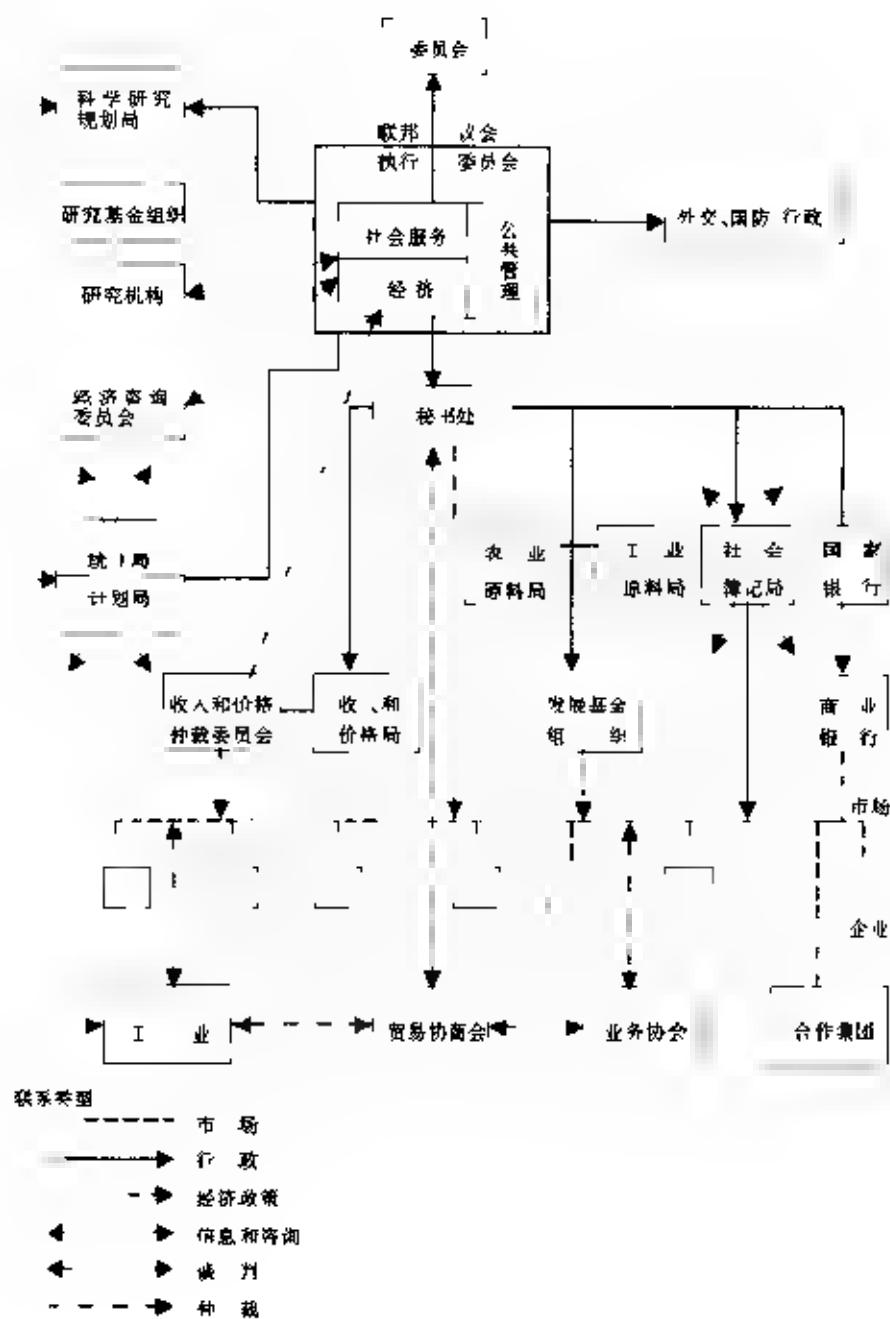 委员会
科学研究
规划局
联邦 议会
执行 委员会
研究基金组织
社会服务
公共管理
外交、国防 行政
研究机构
经济
经济咨询
委员会
秘书处
计划局
农业
原料局
工业
原料局
社会
簿记局
国家
银行
收入和价格
仲裁委员会
收入和
价格局
发展基金
组织
商业
银行
市场
企业
工业
贸易协商会
业务协会
合作集团
联系类型
市场
行政
经济政策
信息和咨询
谈判
仲裁